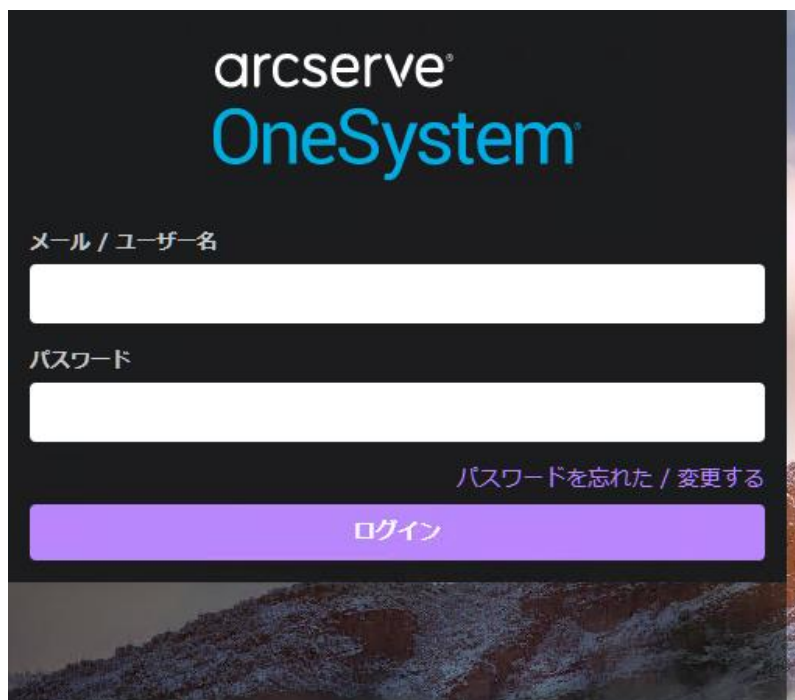 arcserve®
OneSystem®
メール / ユーザー名
パスワード
パスワードを忘れた / 変更する
ログイン